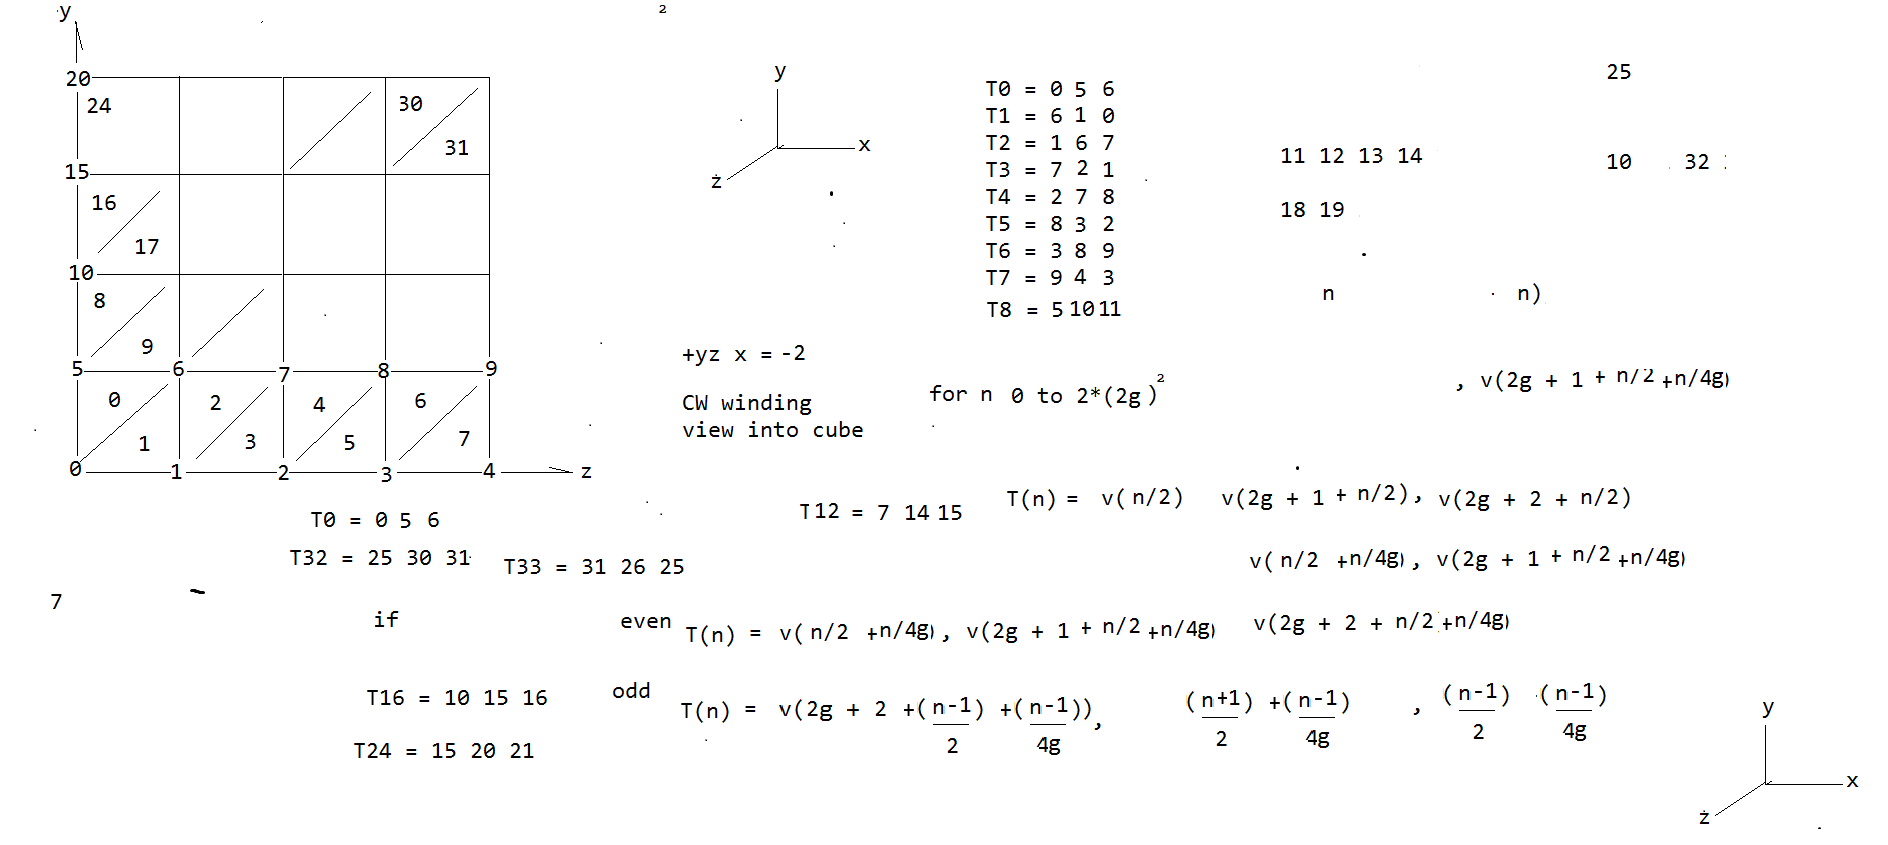 y
2
20
24
30
31
15
16
17
10
8
9
5 6 7 8 9
0 2 4 6
1 3 5 7
0 1 2 3 4 z
y
x
z
T0 = 0 5 6
T1 = 6 1 0
T2 = 1 6 7
T3 = 7 2 1
T4 = 2 7 8
T5 = 8 3 2
T6 = 3 8 9
T7 = 9 4 3
T8 = 5 10 11
25
11 12 13 14
10 32
18 19
n n)
+yz x = -2
CW winding
view into cube
for n 0 to 2*(2g)²
, v(2g + 1 + n/2 +n/4g)
T0 = 0 5 6
T12 = 7 14 15
T(n) = v( n/2) v(2g + 1 + n/2), v(2g + 2 + n/2)
T32 = 25 30 31
T33 = 31 26 25
v( n/2 +n/4g), v(2g + 1 + n/2 +n/4g)
7
if even T(n) = v( n/2 +n/4g), v(2g + 1 + n/2 +n/4g) v(2g + 2 + n/2 +n/4g)
T16 = 10 15 16
odd T(n) = v(2g + 2 +(n-1) +(n-1)), (n+1) +(n-1) , (n-1) (n-1)
2 4g 2 4g 2 4g
T24 = 15 20 21
y
x
z